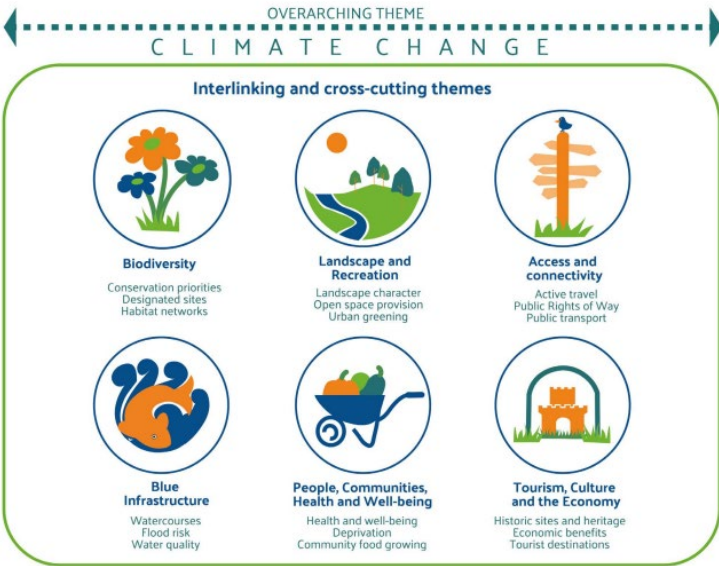 OVERARCHING THEME
CLIMATE CHANGE
Interlinking and cross-cutting themes
Biodiversity
Conservation priorities
Designated sites
Habitat networks
Landscape and
Recreation
Landscape character
Open space provision
Urban greening
Access and
connectivity
Active travel
Public Rights of Way
Public transport
Blue
Infrastructure
Watercourses
Flood risk
Water quality
People, Communities,
Health and Well-being
Health and well-being
Deprivation
Community food growing
Tourism, Culture
and the Economy
Historic sites and heritage
Economic benefits
Tourist destinations